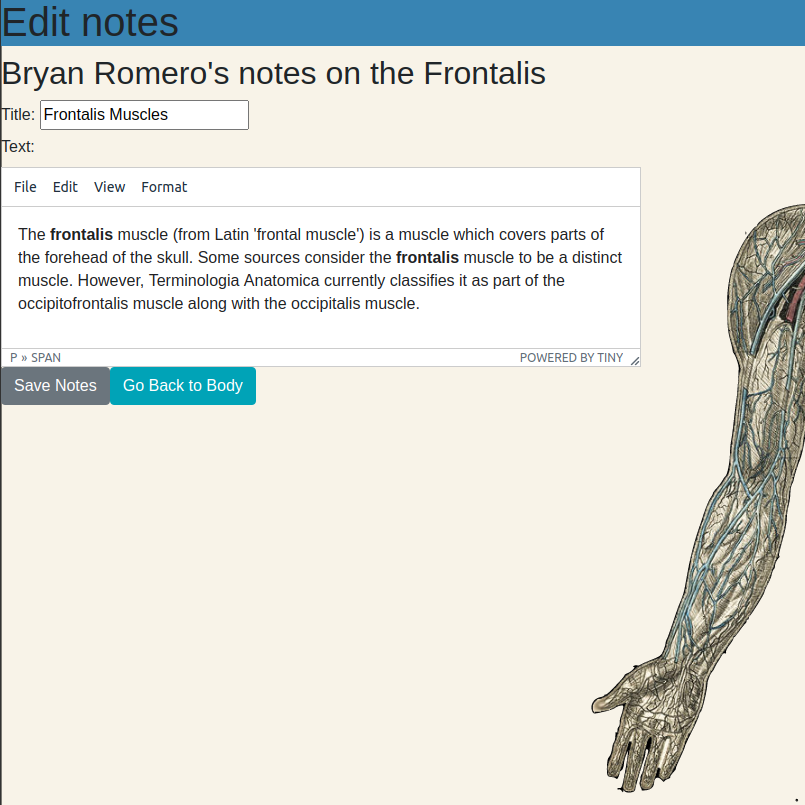 Edit notes
Bryan Romero's notes on the Frontalis
Title: Frontalis Muscles
Text:
File Edit View Format
The frontalis muscle (from Latin 'frontal muscle') is a muscle which covers parts of
the forehead of the skull. Some sources consider the frontalis muscle to be a distinct
muscle. However, Terminologia Anatomica currently classifies it as part of the
occipitofrontalis muscle along with the occipitalis muscle.
P » SPAN POWERED BY TINY
Save Notes Go Back to Body